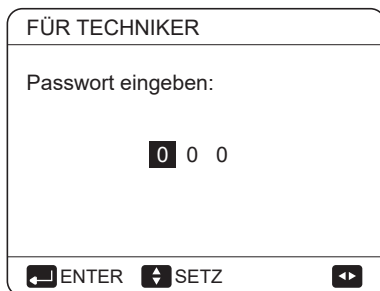 FÜR TECHNIKER
Passwort eingeben:
0 0 0
ENTER SETZ